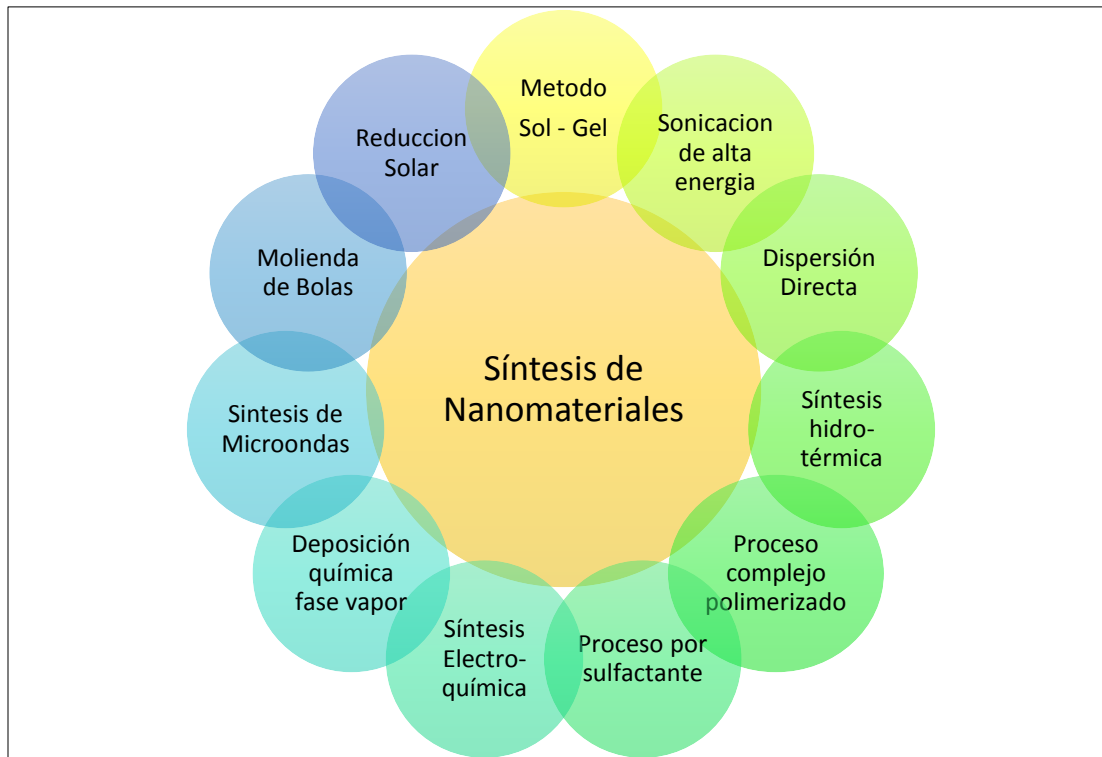 Metodo
Sol - Gel
Sonicacion
de alta
energia
Dispersión
Directa
Síntesis
hidro-
térmica
Proceso
complejo
polimerizado
Proceso por
sulfactante
Síntesis
Electro-
química
Deposición
química
fase vapor
Sintesis de
Microondas
Molienda
de Bolas
Reduccion
Solar
Síntesis de
Nanomateriales